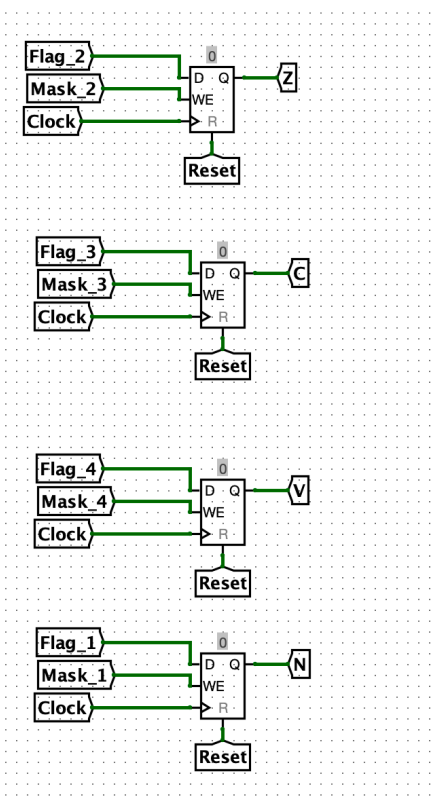 0
Flag_2
D Q
Z
Mask_2
WE
Clock
R
Reset
0
Flag_3
D Q
C
Mask_3
WE
Clock
R
Reset
0
Flag_4
D Q
V
Mask_4
WE
Clock
R
Reset
0
Flag_1
D Q
N
Mask_1
WE
Clock
R
Reset